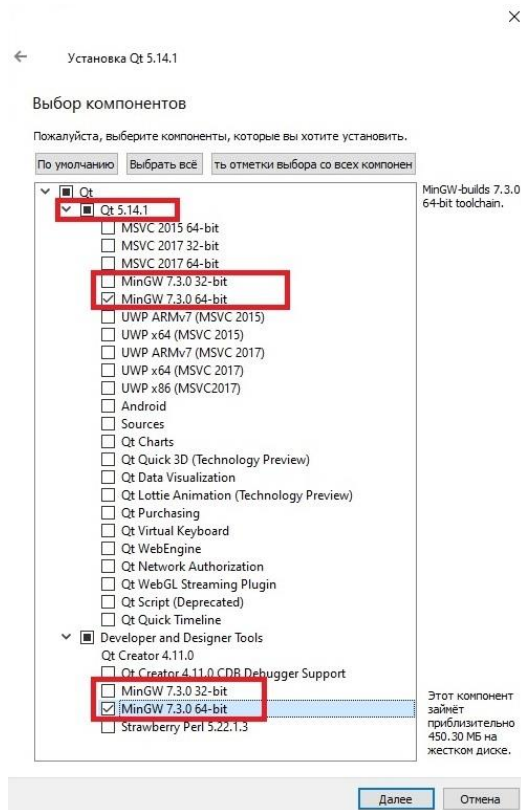 Установка Qt 5.14.1
Выбор компонентов
Пожалуйста, выберите компоненты, которые вы хотите установить.
По умолчанию
Выбрать всё
ть отметки выбора со всех компонен
Qt
Qt 5.14.1
MSVC 2015 64-bit
MSVC 2017 32-bit
MSVC 2017 64-bit
MinGW 7.3.0 32-bit
MinGW 7.3.0 64-bit
UWP ARMv7 (MSVC 2015)
UWP x64 (MSVC 2015)
UWP ARMv7 (MSVC 2017)
UWP x64 (MSVC 2017)
UWP x86 (MSVC2017)
Android
Sources
Qt Charts
Qt Quick 3D (Technology Preview)
Qt Data Visualization
Qt Lottie Animation (Technology Preview)
Qt Purchasing
Qt Virtual Keyboard
Qt WebEngine
Qt Network Authorization
Qt WebGL Streaming Plugin
Qt Script (Deprecated)
Qt Quick Timeline
Developer and Designer Tools
Qt Creator 4.11.0
Qt Creator 4.11.0 CDB Debugger Support
MinGW 7.3.0 32-bit
MinGW 7.3.0 64-bit
Strawberry Perl 5.22.1.3
MinGW-builds 7.3.0
64-bit toolchain.
Этот компонент
займёт
приблизительно
450.30 МБ на
жестком диске.
Далее
Отмена